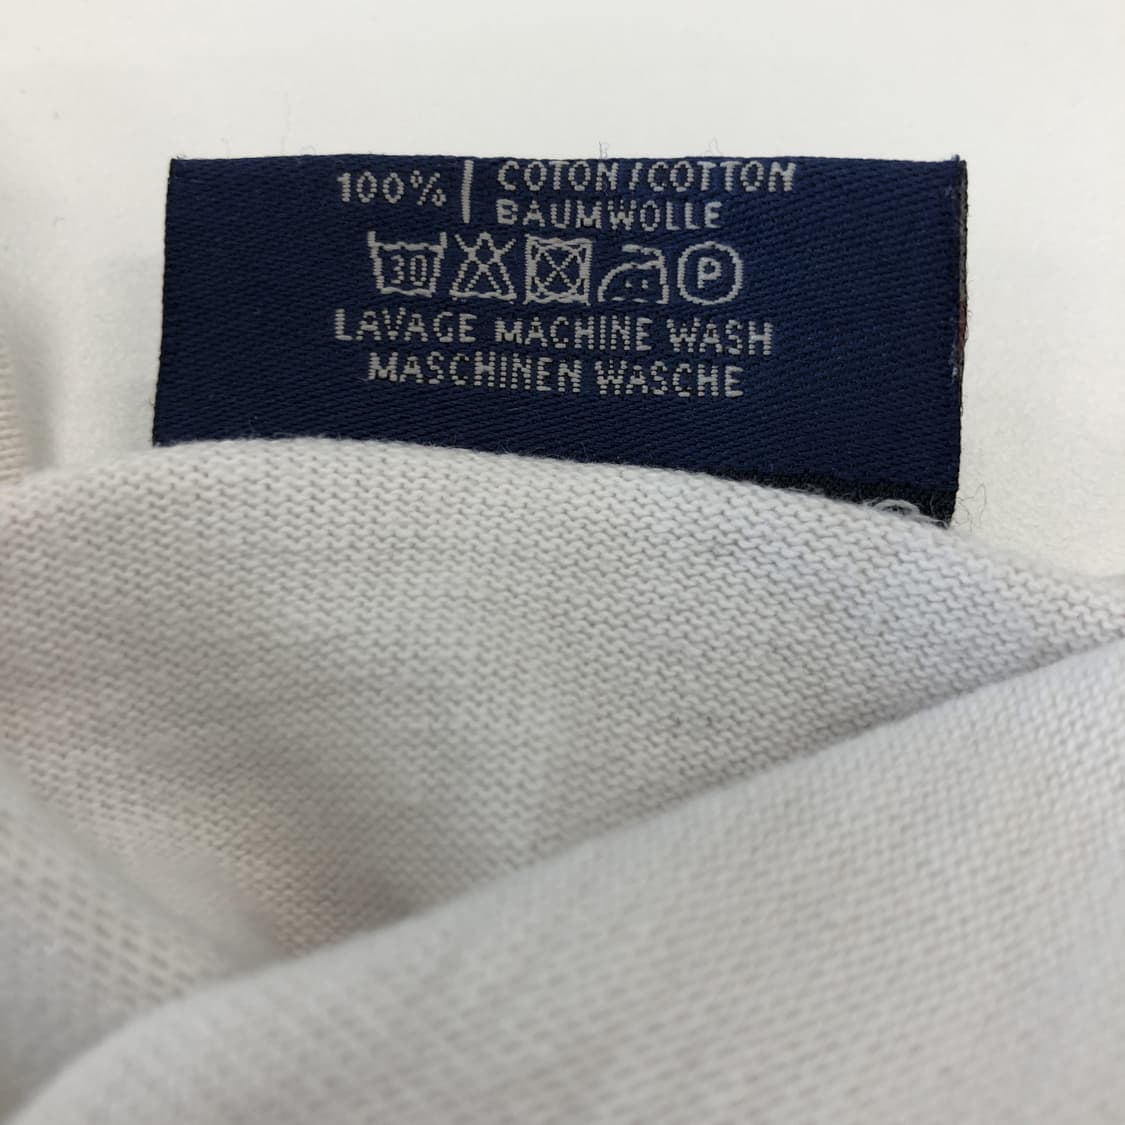 100% | COTON/COTTON
BAUMWOLLE
30 P
LAVAGE MACHINE WASH
MASCHINEN WASCHE